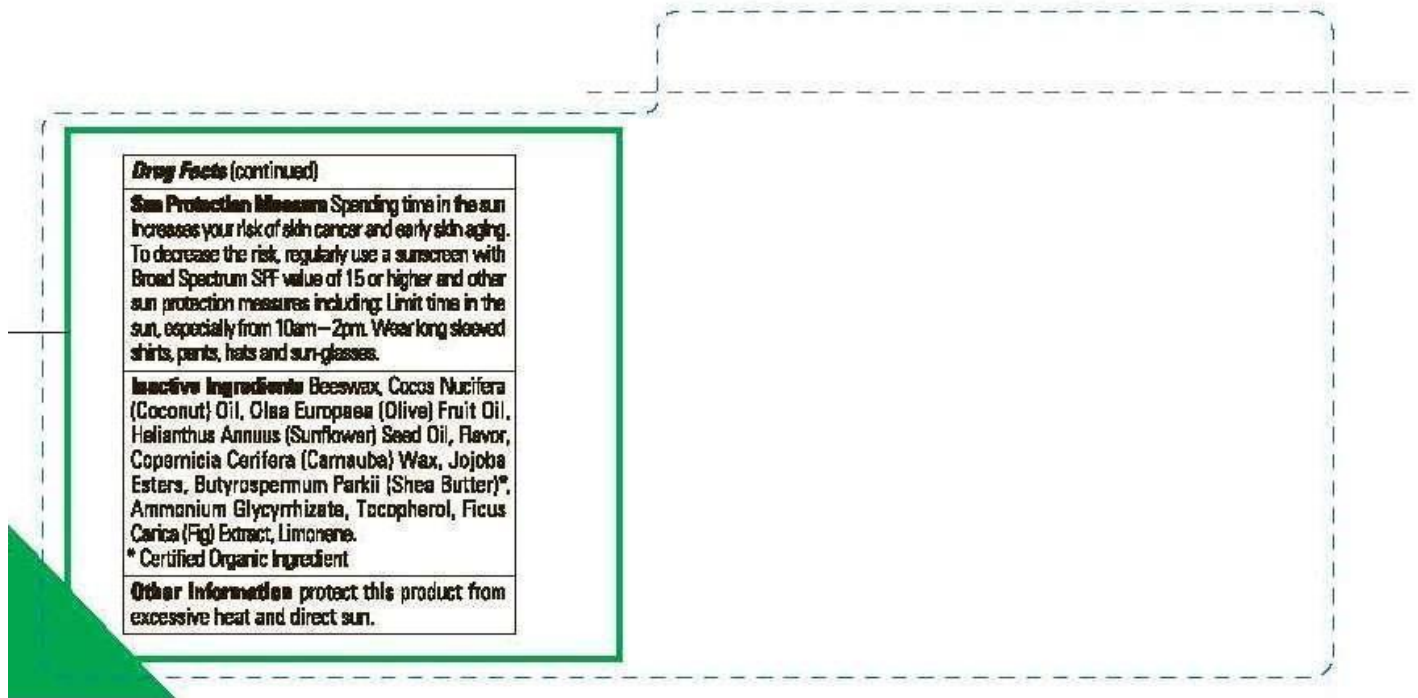 Drug Facts (continued)
Sun Protection Measure Spending time in the sun
increases your risk of skin cancer and early skin aging.
To decrease the risk, regularly use a sunscreen with
Broad Spectrum SPF value of 15 or higher and other
sun protection measures including: Limit time in the
sun, especially from 10am–2pm. Wear long sleeved
shirts, pants, hats and sun-glasses.
Inactive Ingredients Beeswax, Cocos Nucifera
(Coconut) Oil, Olea Europaea (Olive) Fruit Oil,
Helianthus Annuus (Sunflower) Seed Oil, Flavor,
Copernicia Cerifera (Carnauba) Wax, Jojoba
Esters, Butyrospermum Parkii (Shea Butter)*,
Ammonium Glycyrrhizate, Tocopherol, Ficus
Carica (Fig) Extract, Limonene.
* Certified Organic Ingredient
Other Information protect this product from
excessive heat and direct sun.